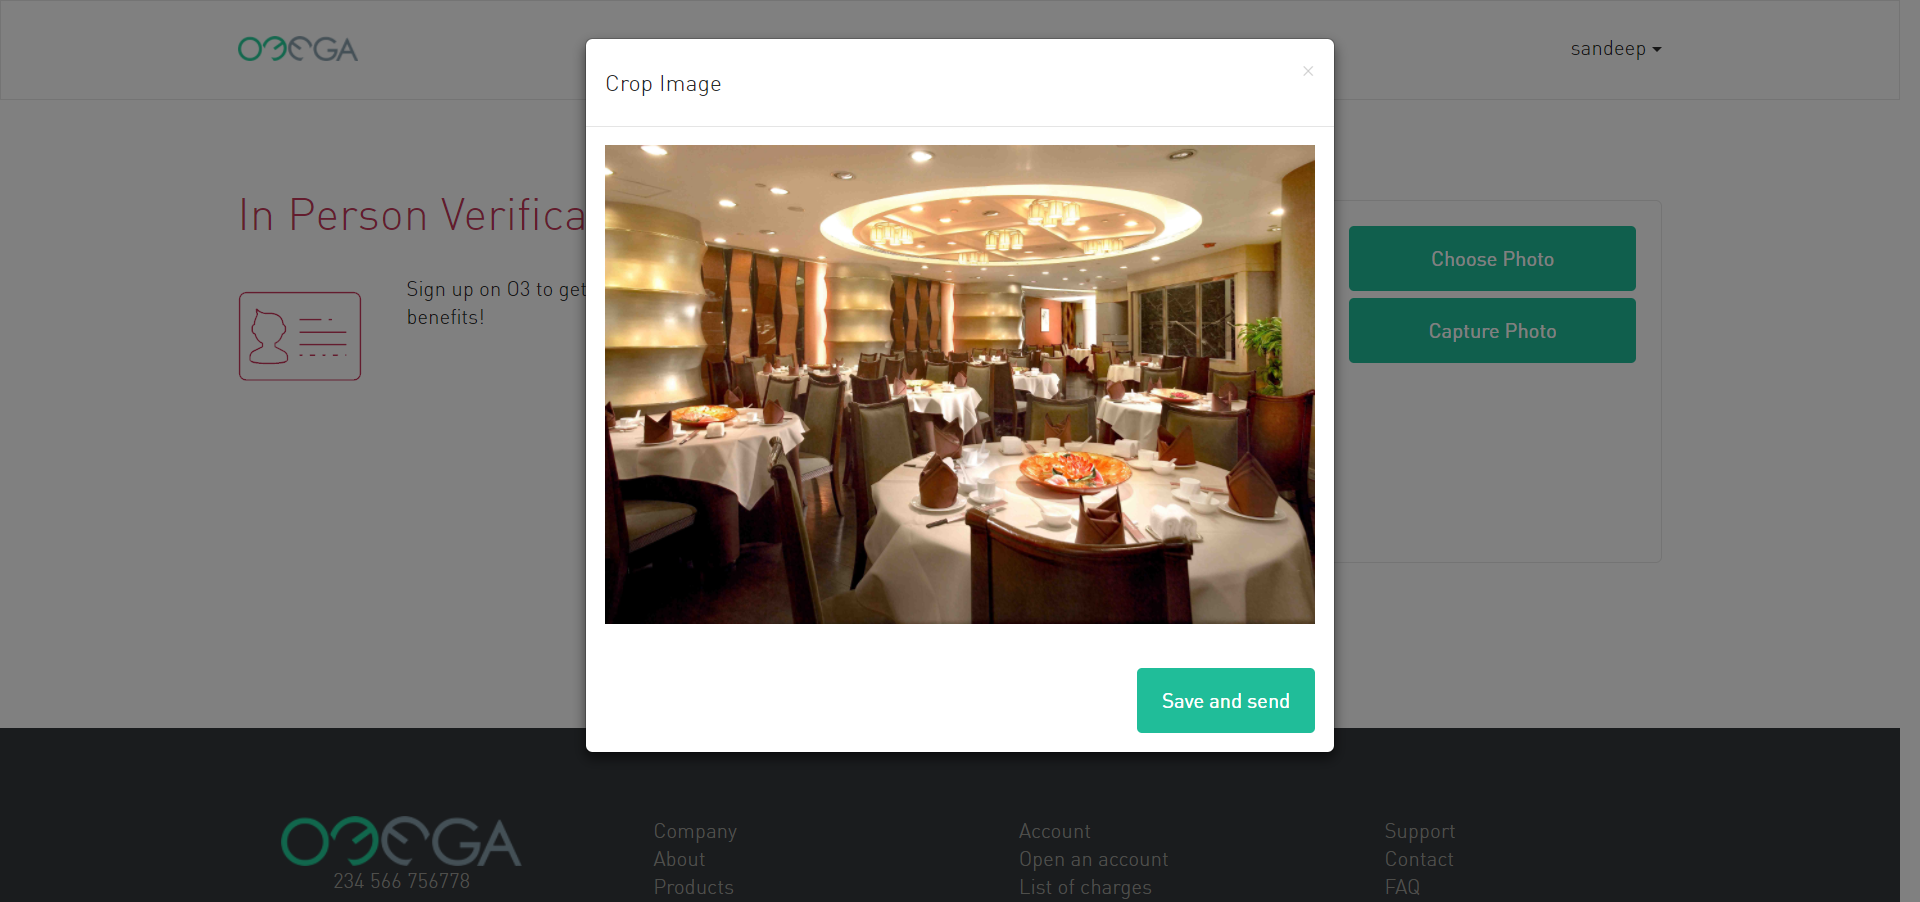 O3EGA
sandeep
Crop Image
×
In Person Verifica
Sign up on O3 to get
benefits!
Choose Photo
Capture Photo
Save and send
O3EGA
234 566 756778
Company
About
Products
Account
Open an account
List of charges
Support
Contact
FAQ